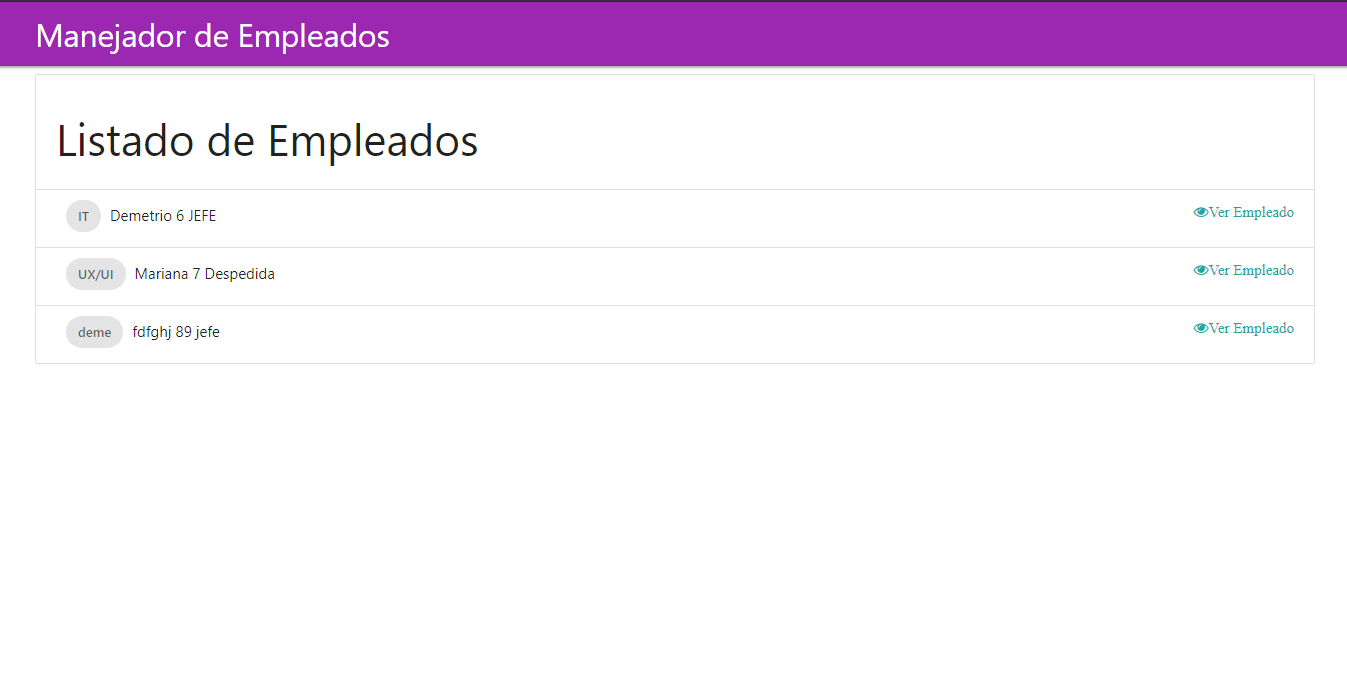 Manejador de Empleados
Listado de Empleados
IT Demetrio 6 JEFE Ver Empleado
UX/UI Mariana 7 Despedida Ver Empleado
deme fdfghj 89 jefe Ver Empleado